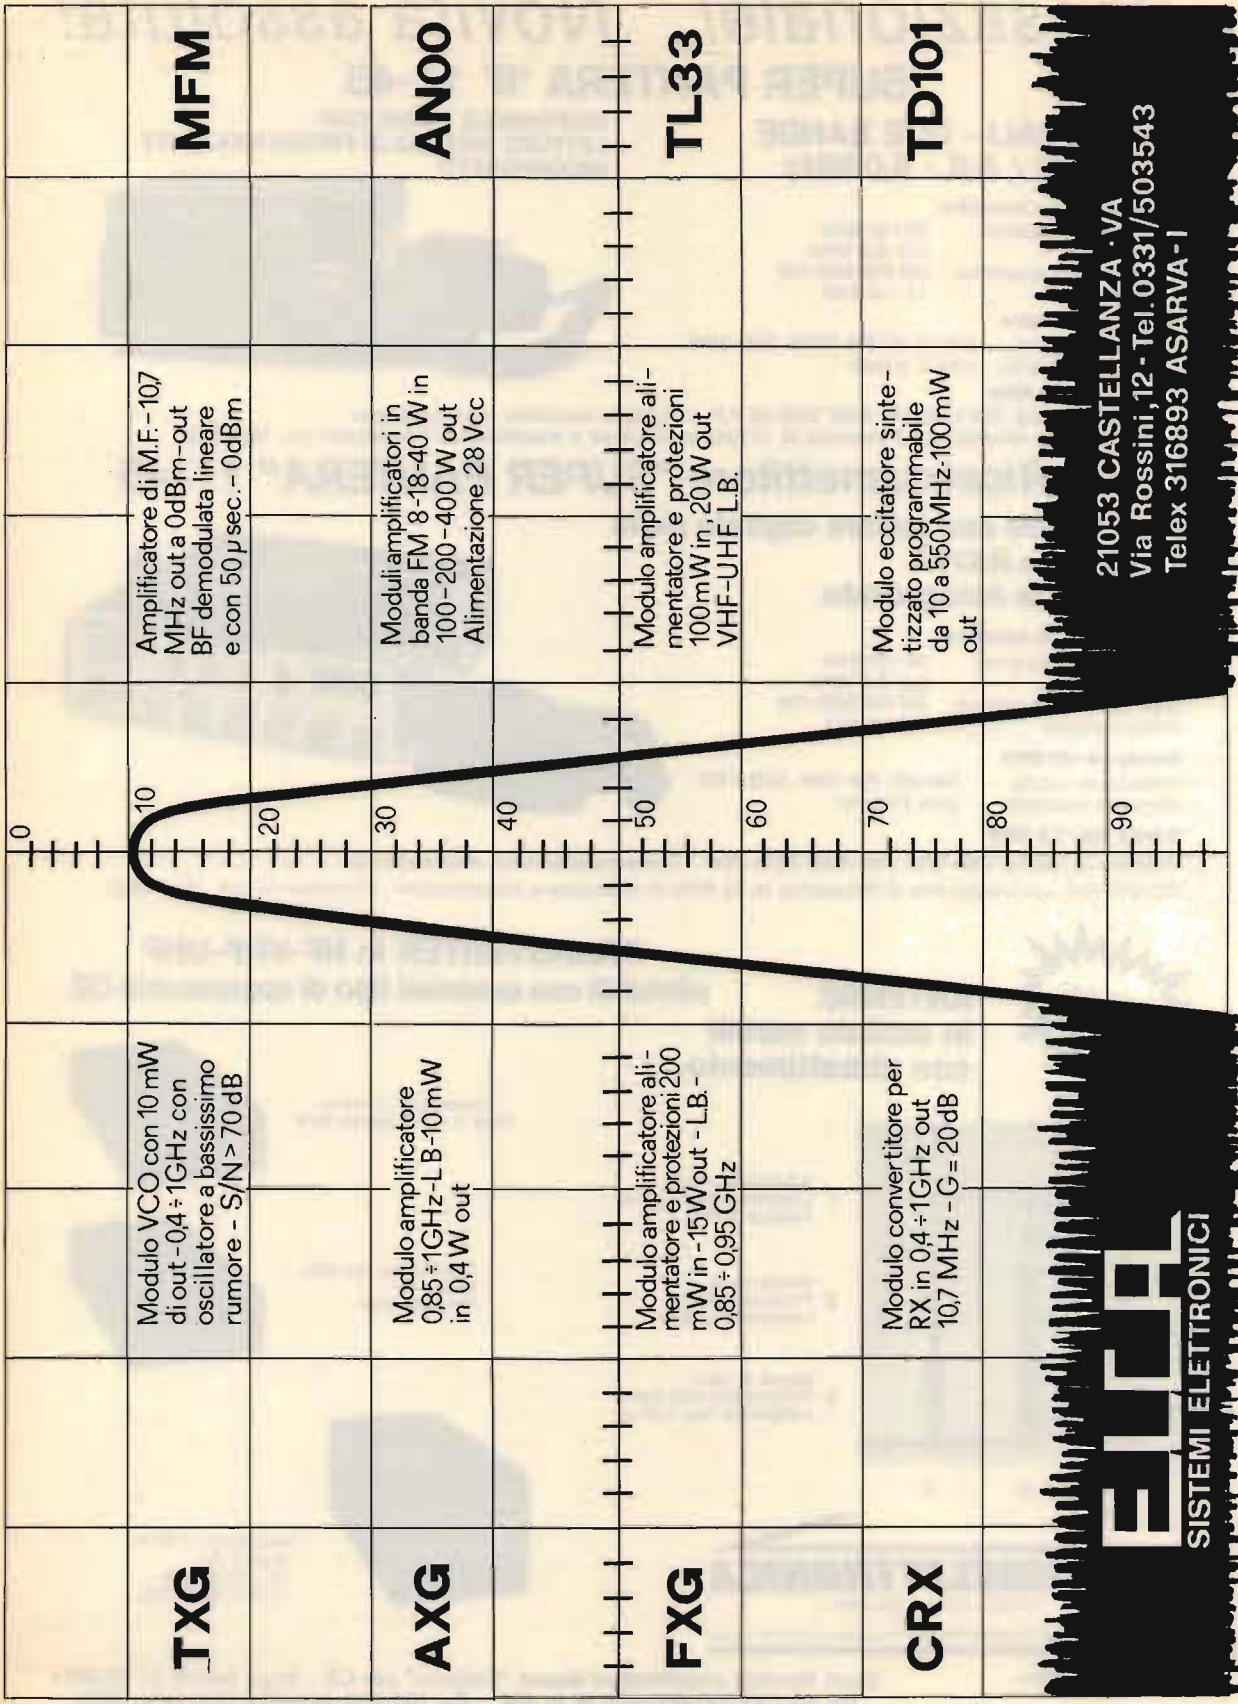 TXG
Modulo VCO con 10 mW
di out - 0,4 ÷ 1GHz con
oscillatore a bassissimo
rumore - S/N > 70 dB
AXG
Modulo amplificatore
0,85 ÷ 1GHz - L B - 10 mW
in 0,4 W out
FXG
Modulo amplificatore ali-
mentatore e protezioni 200
mW in - 15 W out - L.B. -
0,85 ÷ 0,95 GHz
CRX
Modulo convertitore per
RX in 0,4 ÷ 1GHz out
10,7 MHz - G = 20 dB
0
10
20
30
40
50
60
70
80
90
Amplificatore di M.F. - 10,7
MHz out a 0dBm - out
BF demodulata lineare
e con 50 µsec. - 0dBm
MFM
Moduli amplificatori in
banda FM 8-18-40 W in
100-200-400 W out
Alimentazione 28 Vcc
AN00
Modulo amplificatore ali-
mentatore e protezioni
100 mW in, 20 W out
VHF-UHF L.B.
TL33
Modulo eccitatore sinte-
tizzato programmabile
da 10 a 550 MHz-100 mW
out
TD101
ELCA
SISTEMI ELETTRONICI
21053 CASTELLANZA - VA
Via Rossini, 12 - Tel. 0331/503543
Telex 316893 ASARVA-I